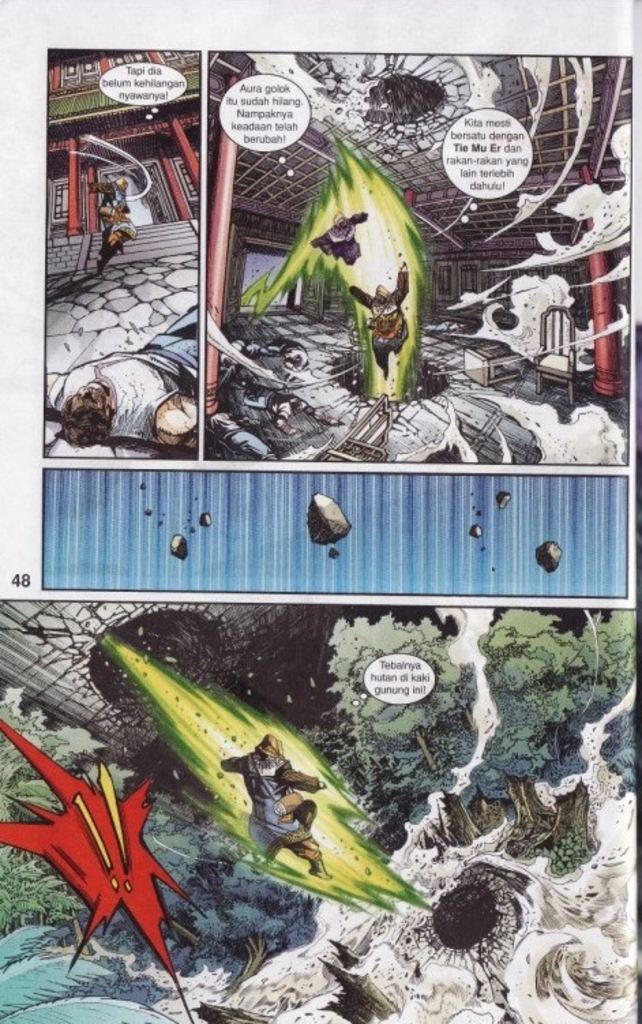 Tapi dia
belum kehilangan
nyawanya!
Aura golok
itu sudah hilang.
Nampaknya
keadaan telah
berubah!
Kita mesti
bersatu dengan
Tie Mu Er dan
rakan-rakan yang
lain terlebih
dahulu!
48
Tebalnya
hutan di kaki
gunung ini!
!!